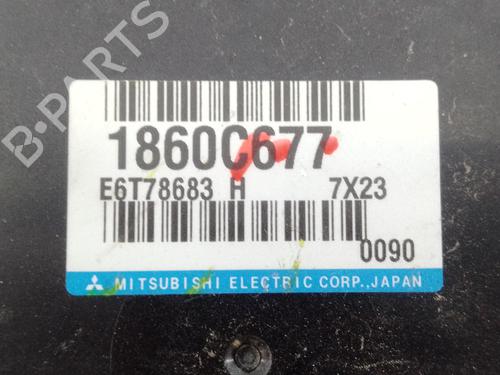 B-PARTS
1860C677
E6T78683 H 7X23
0090
MITSUBISHI ELECTRIC CORP., JAPAN